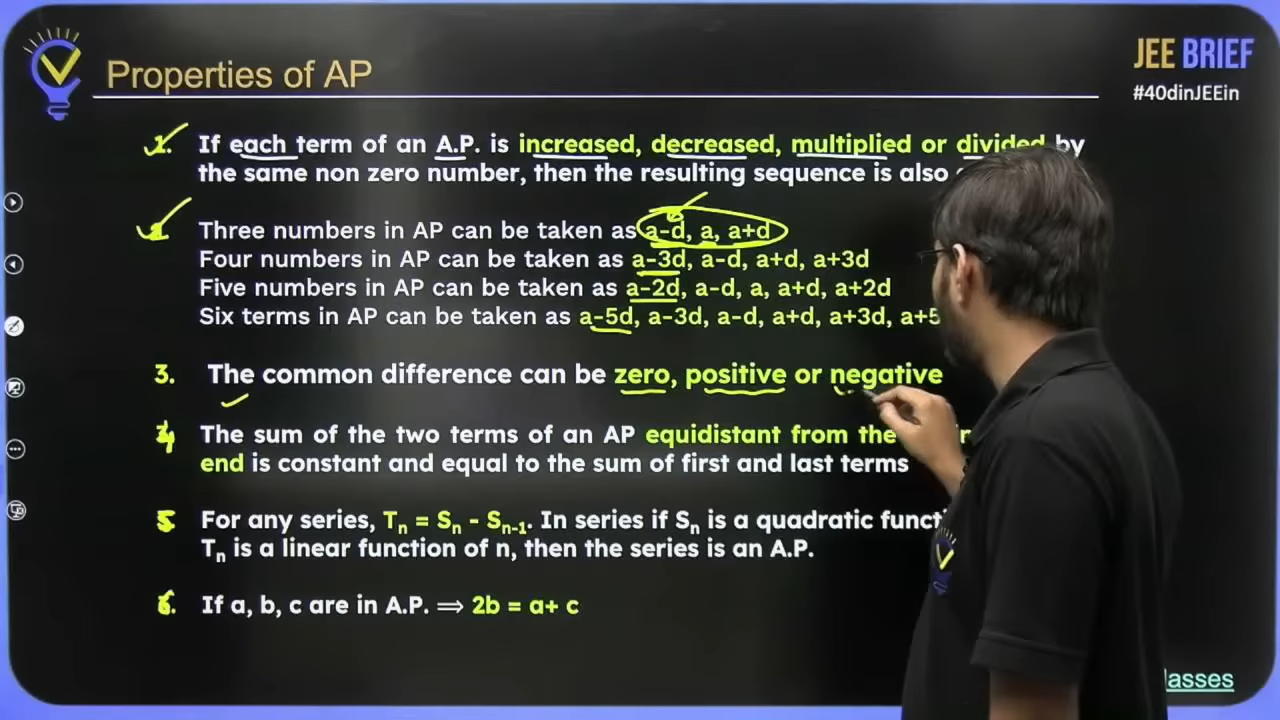 Properties of AP
JEE BRIEF
#40dinJEEin
1. If each term of an A.P. is increased, decreased, multiplied or divided by
the same non zero number, then the resulting sequence is also
2. Three numbers in AP can be taken as a-d, a, a+d
Four numbers in AP can be taken as a-3d, a-d, a+d, a+3d
Five numbers in AP can be taken as a-2d, a-d, a, a+d, a+2d
Six terms in AP can be taken as a-5d, a-3d, a-d, a+d, a+3d, a+5
3. The common difference can be zero, positive or negative
4 The sum of the two terms of an AP equidistant from the
end is constant and equal to the sum of first and last terms
5 For any series, Tn = Sn - Sn-1. In series if Sn is a quadratic
Tn is a linear function of n, then the series is an A.P.
6. If a, b, c are in A.P. ⟹ 2b = a+ c
lasses